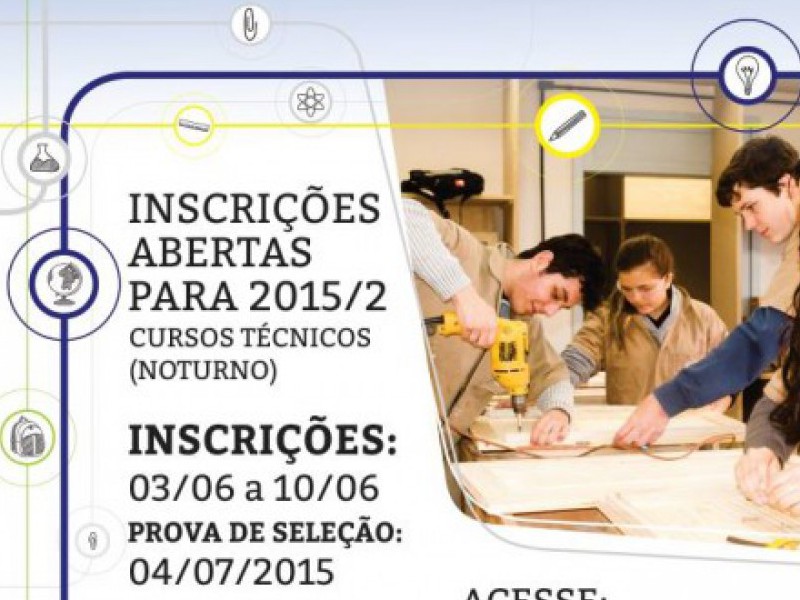 INSCRIÇÕES
ABERTAS
PARA 2015/2
CURSOS TÉCNICOS
(NOTURNO)
INSCRIÇÕES:
03/06 a 10/06
PROVA DE SELEÇÃO:
04/07/2015
ACESSE: